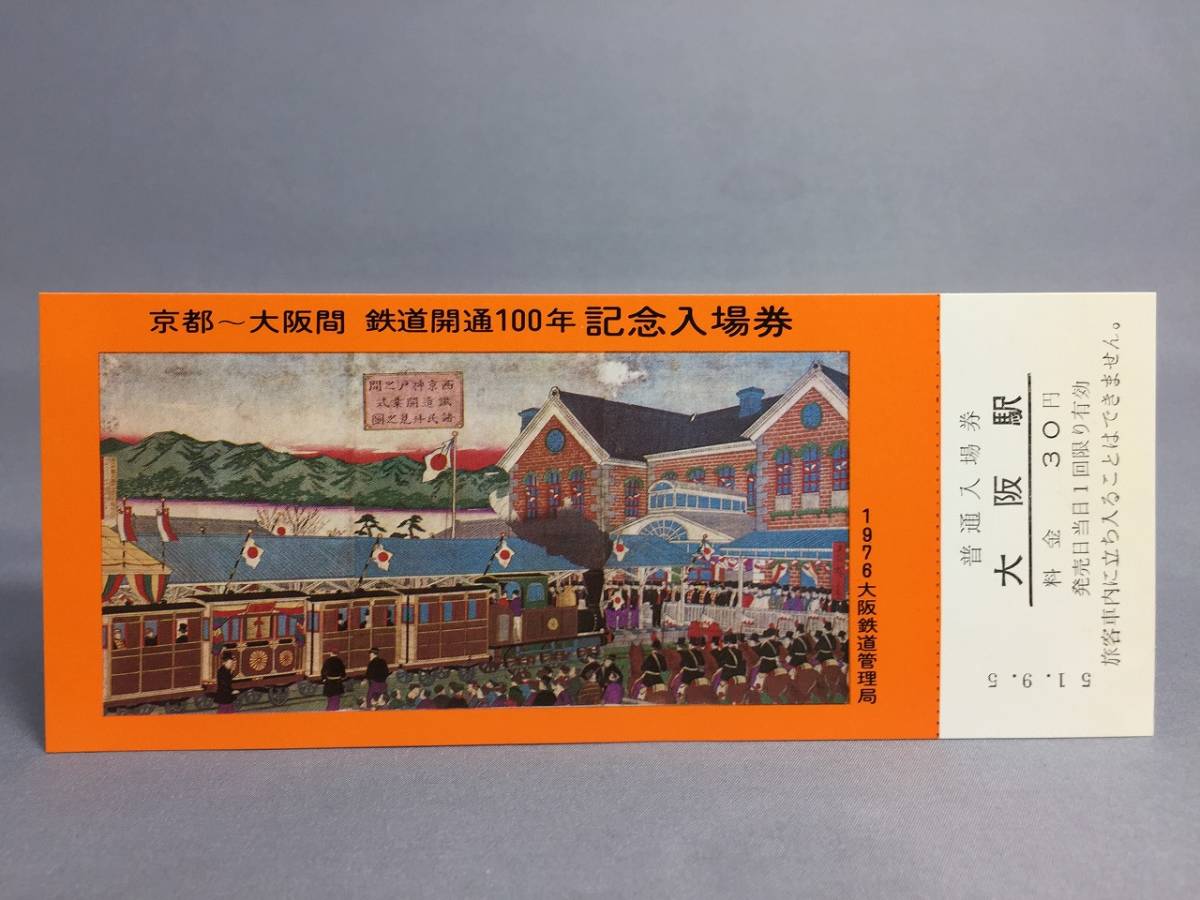 京都～大阪間 鉄道開通100年 記念入場券
西京神戸之間
鐵道開業式
諸民拝見之圖
1976大阪鉄道管理局
普通入場券
大阪駅
料金 30円
発売日当日1回限り有効
旅客車内に立ち入ることはできません。
51.9.5